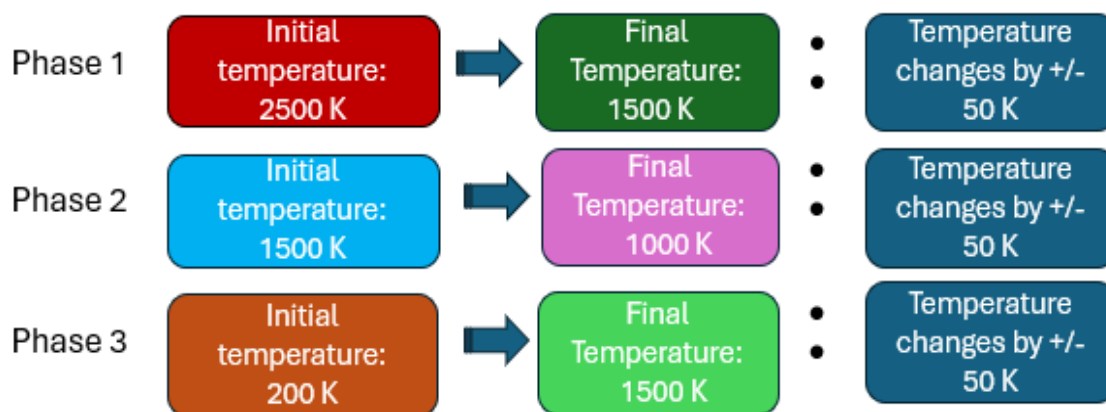 Phase 1
Initial
temperature:
2500 K
Final
Temperature:
1500 K
Temperature
changes by +/-
50 K
Phase 2
Initial
temperature:
1500 K
Final
Temperature:
1000 K
Temperature
changes by +/-
50 K
Phase 3
Initial
temperature:
200 K
Final
Temperature:
1500 K
Temperature
changes by +/-
50 K